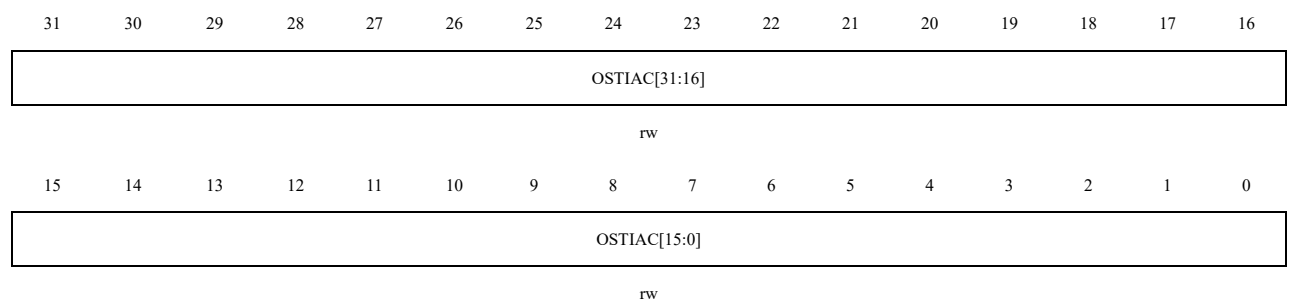 31 30 29 28 27 26 25 24 23 22 21 20 19 18 17 16
OSTIAC[31:16]
rw
15 14 13 12 11 10 9 8 7 6 5 4 3 2 1 0
OSTIAC[15:0]
rw